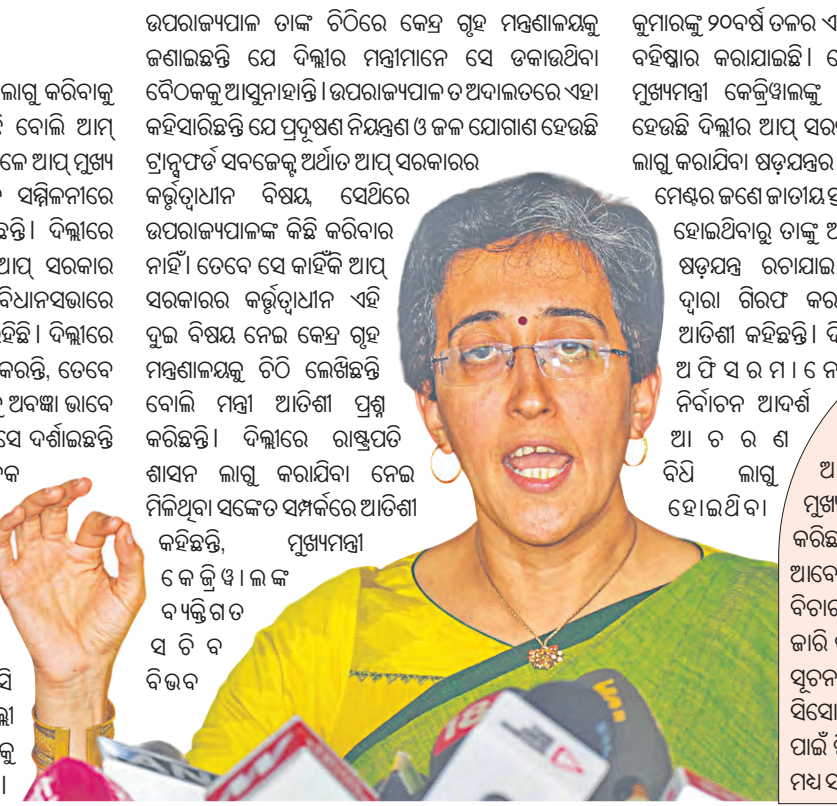 ଲାଗୁ କରିବାକୁ
ବୋଲି ଆମ୍
ଆପ୍ ମୁଖ୍ୟ
ସମ୍ମିଳନୀରେ
ଦିଲ୍ଲୀରେ
ଆପ୍ ସରକାର
ବିଧାନସଭାରେ
ଦିଲ୍ଲୀରେ
କରନ୍ତି, ତେବେ
ଅବଜ୍ଞା ଭାବେ
ସେ ଦର୍ଶାଇଛନ୍ତି
ଉପରାଜ୍ୟପାଳ ତାଙ୍କ ଚିଠିରେ କେନ୍ଦ୍ର ଗୃହ ମନ୍ତ୍ରଣାଳୟକୁ
ଜଣାଇଛନ୍ତି ଯେ ଦିଲ୍ଲୀର ମନ୍ତ୍ରୀମାନେ ସେ ଡକାଉଥିବା
ବୈଠକକୁ ଆସୁନାହାନ୍ତି । ଉପରାଜ୍ୟପାଳ ତ ଅଦାଲତରେ ଏହା
କହିସାରିଛନ୍ତି ଯେ ପ୍ରଦୂଷଣ ନିୟନ୍ତ୍ରଣ ଓ ଜଳ ଯୋଗାଣ ହେଉଛି
ଟ୍ରାନ୍ସଫର୍ଡ ସବଜେକ୍ଟ ଅର୍ଥାତ ଆପ୍ ସରକାରର
କର୍ତ୍ତୃତ୍ୱାଧୀନ ବିଷୟ, ସେଥିରେ
ଉପରାଜ୍ୟପାଳଙ୍କ କିଛି କରିବାର
ନାହିଁ। ତେବେ ସେ କାହିଁକି ଆପ୍
ସରକାରର କର୍ତ୍ତୃତ୍ୱାଧୀନ ଏହି
ଦୁଇ ବିଷୟ ନେଇ କେନ୍ଦ୍ର ଗୃହ
ମନ୍ତ୍ରଣାଳୟକୁ ଚିଠି ଲେଖିଛନ୍ତି
ବୋଲି ମନ୍ତ୍ରୀ ଆତିଶୀ ପ୍ରଶ୍ନ
କରିଛନ୍ତି। ଦିଲ୍ଲୀରେ ରାଷ୍ଟ୍ରପତି
ଶାସନ ଲାଗୁ କରାଯିବା ନେଇ
ମିଳିଥିବା ସଙ୍କେତ ସମ୍ପର୍କରେ ଆତିଶୀ
କହିଛନ୍ତି, ମୁଖ୍ୟମନ୍ତ୍ରୀ
କେଜ୍ରିୱାଲଙ୍କ
ବ୍ୟକ୍ତିଗତ
ସଚିବ
ବିଭବ
କୁମାରଙ୍କୁ ୨୦ବର୍ଷ ତଳର
ବହିଷ୍କାର କରାଯାଇଛି।
ମୁଖ୍ୟମନ୍ତ୍ରୀ କେଜ୍ରିୱାଲଙ୍କୁ
ହେଉଛି ଦିଲ୍ଲୀର ଆପ୍
ଲାଗୁ କରାଯିବା ଷଡ଼ଯନ୍ତ୍ରର
ମେଣ୍ଟର ଜଣେ ଜାତୀୟ
ହୋଇଥିବାରୁ ତାଙ୍କୁ
ଷଡ଼ଯନ୍ତ୍ର ରଚାଯାଇ
ଦ୍ୱାରା ଗିରଫ
ଆତିଶୀ କହିଛନ୍ତି।
ଅଫିସରମାନେ
ନିର୍ବାଚନ ଆଦର୍ଶ
ଆଚରଣ
ବିଧି ଲାଗୁ
ହୋଇଥିବା
ଜାରି
ପାଇଁ
ମଧ୍ୟ
18